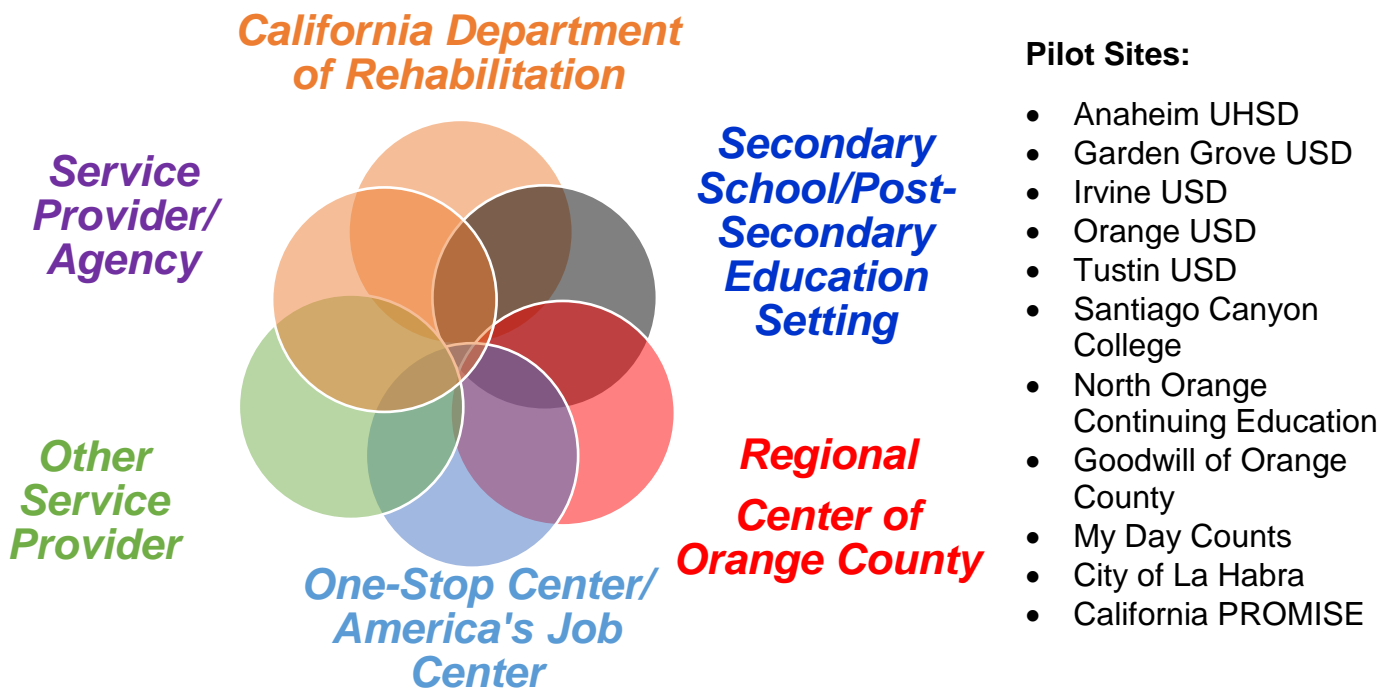 California Department
of Rehabilitation
Service
Provider/
Agency
Secondary
School/Post-
Secondary
Education
Setting
Other
Service
Provider
Regional
Center of
Orange County
One-Stop Center/
America's Job
Center
Pilot Sites:
• Anaheim UHSD
• Garden Grove USD
• Irvine USD
• Orange USD
• Tustin USD
• Santiago Canyon
College
• North Orange
Continuing Education
• Goodwill of Orange
County
• My Day Counts
• City of La Habra
• California PROMISE